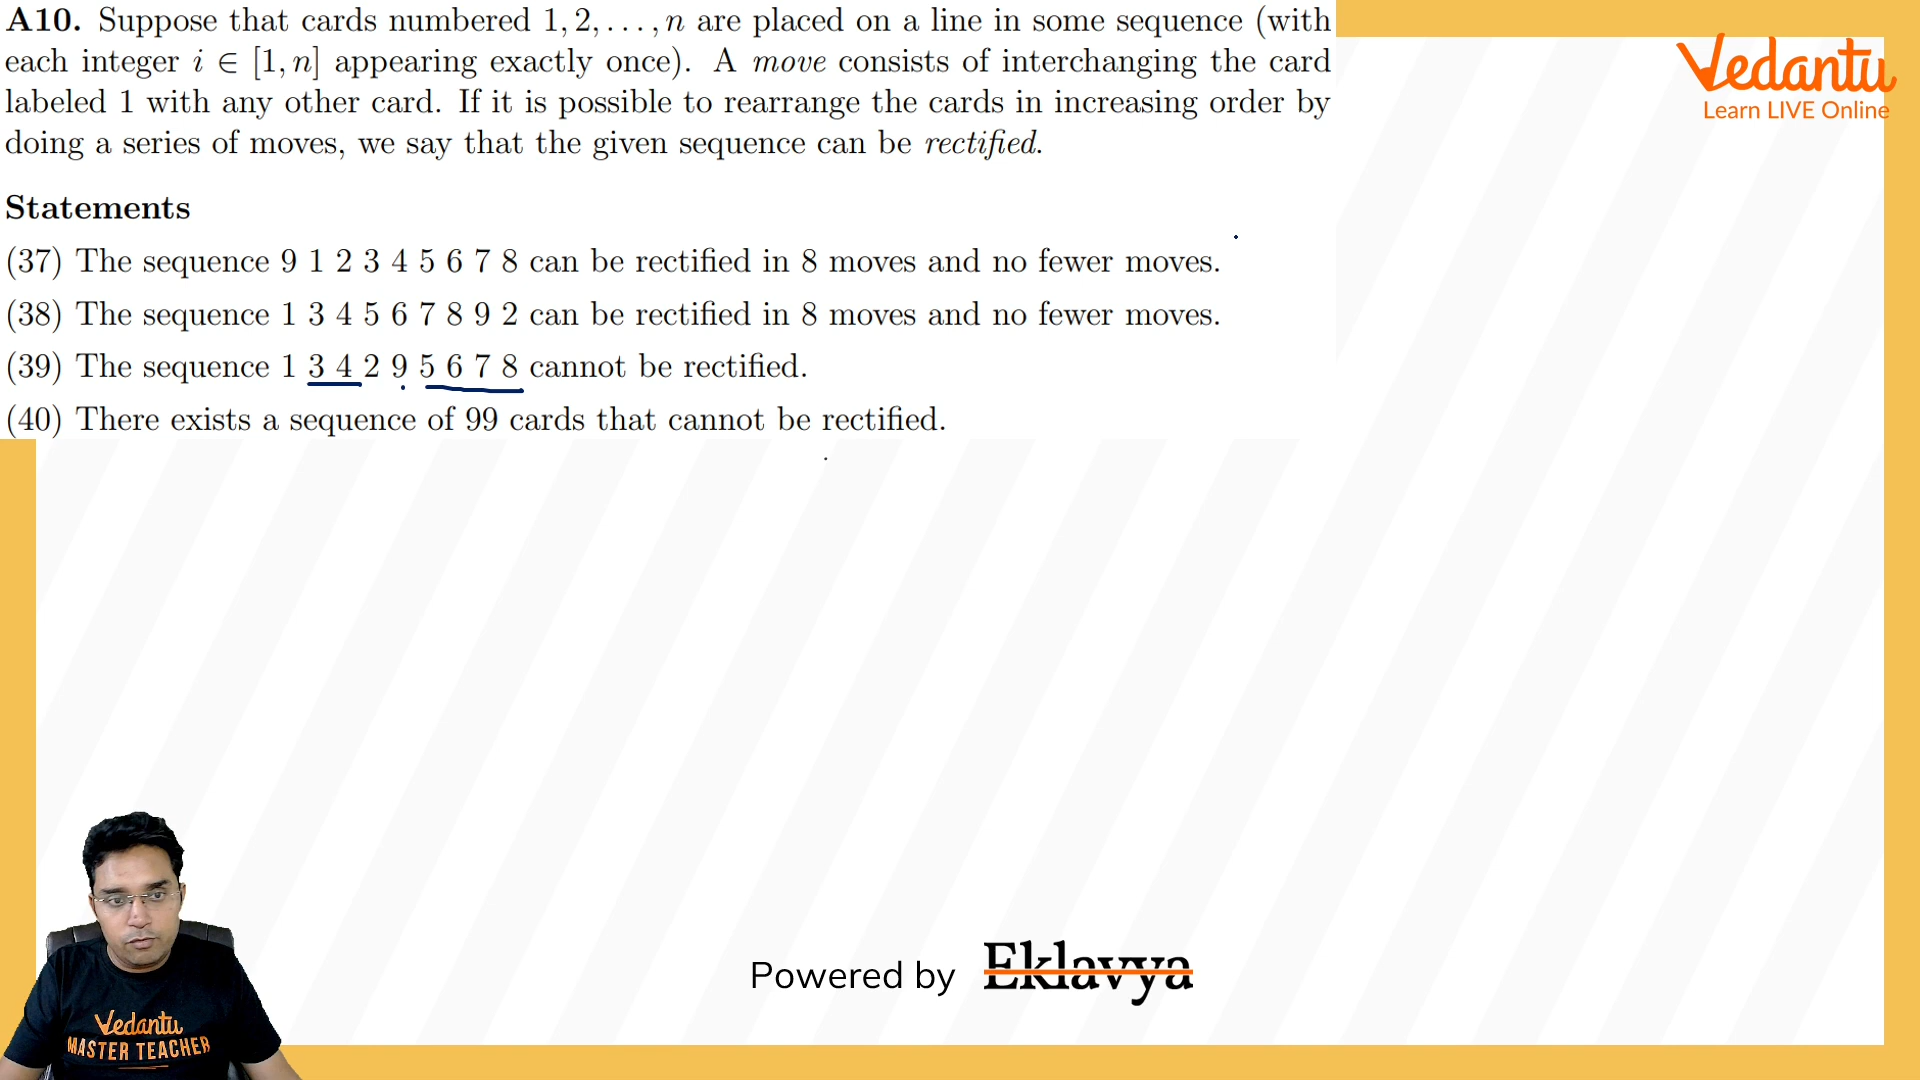 A10. Suppose that cards numbered 1, 2, . . . , n are placed on a line in some sequence (with
each integer i ∈ [1, n] appearing exactly once). A move consists of interchanging the card
labeled 1 with any other card. If it is possible to rearrange the cards in increasing order by
doing a series of moves, we say that the given sequence can be rectified.
Statements
(37) The sequence 9 1 2 3 4 5 6 7 8 can be rectified in 8 moves and no fewer moves.
(38) The sequence 1 3 4 5 6 7 8 9 2 can be rectified in 8 moves and no fewer moves.
(39) The sequence 1 3 4 2 9 5 6 7 8 cannot be rectified.
(40) There exists a sequence of 99 cards that cannot be rectified.
Vedantu
Learn LIVE Online
Vedantu
MASTER TEACHER
Powered by Eklavya